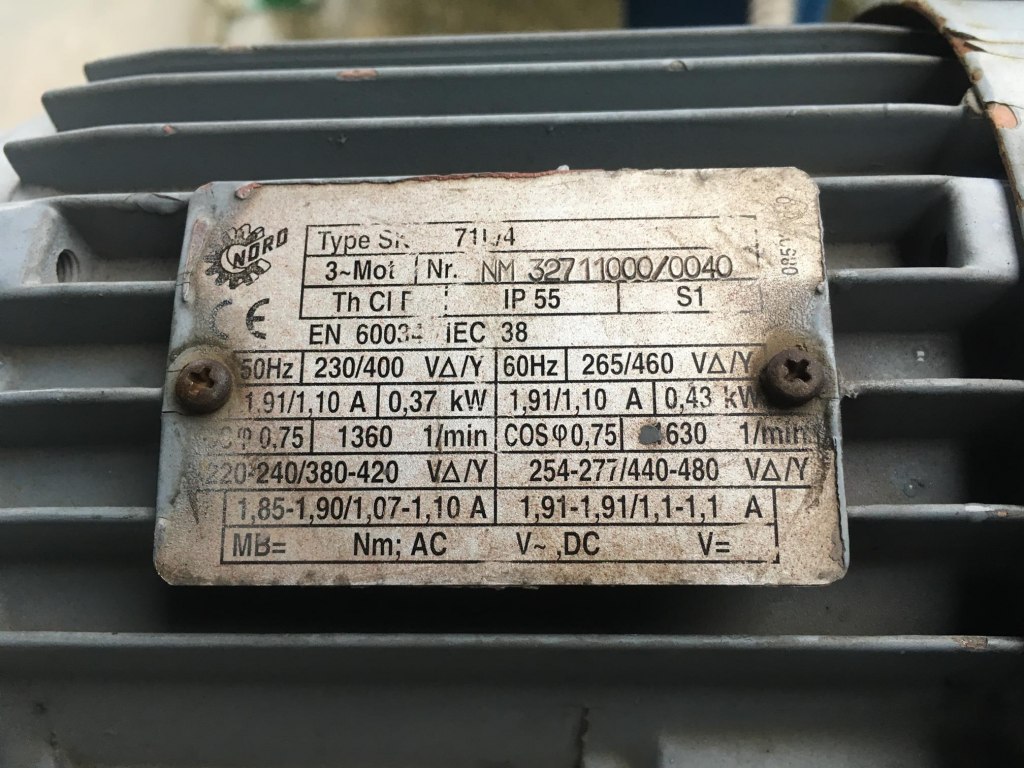 NORD
Type SK 71L/4
3~Mot Nr. NM 32711000/0040
Th Cl F IP 55 S1
CE
EN 60034 IEC 38
50Hz 230/400 VΔ/Y 60Hz 265/460 VΔ/Y
1,91/1,10 A 0,37 kW 1,91/1,10 A 0,43 kW
0,75 1360 1/min COSφ 0,75 1630 1/min
220-240/380-420 VΔ/Y 254-277/440-480 VΔ/Y
1,85-1,90/1,07-1,10 A 1,91-1,91/1,1-1,1 A
MB= Nm; AC V~ ,DC V=